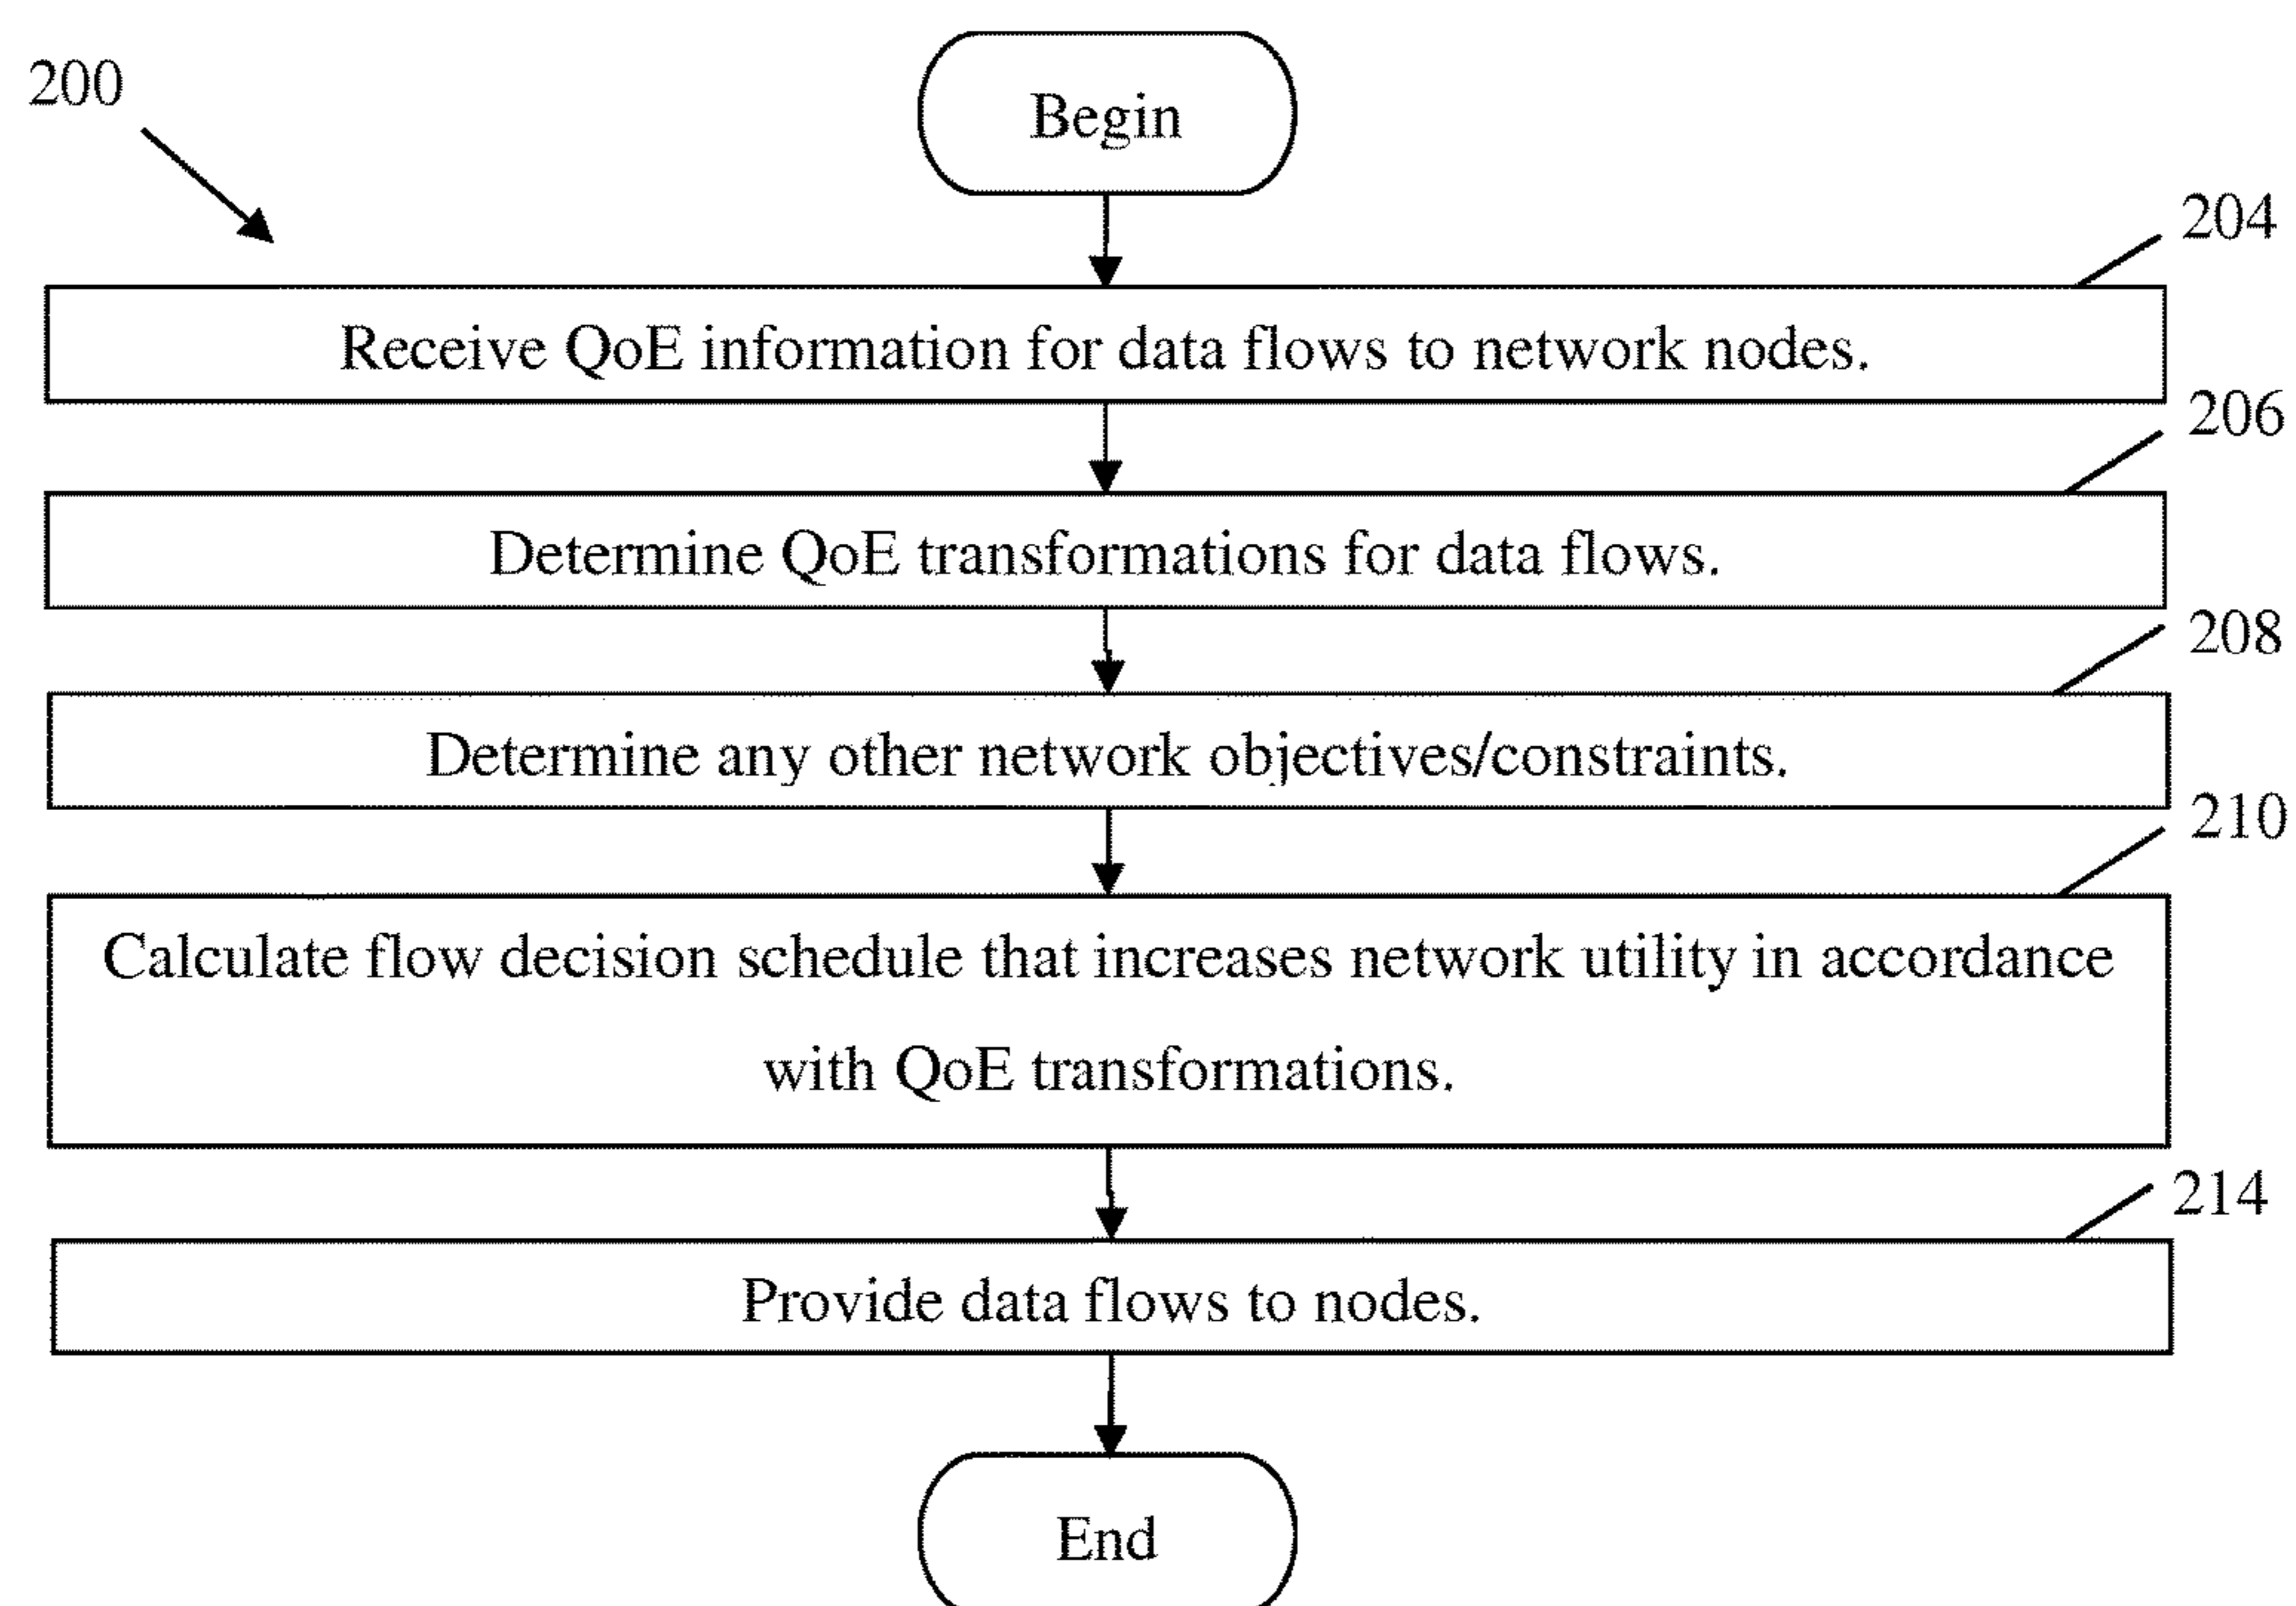 200
Begin
204
Receive QoE information for data flows to network nodes.
206
Determine QoE transformations for data flows.
208
Determine any other network objectives/constraints.
210
Calculate flow decision schedule that increases network utility in accordance
with QoE transformations.
214
Provide data flows to nodes.
End